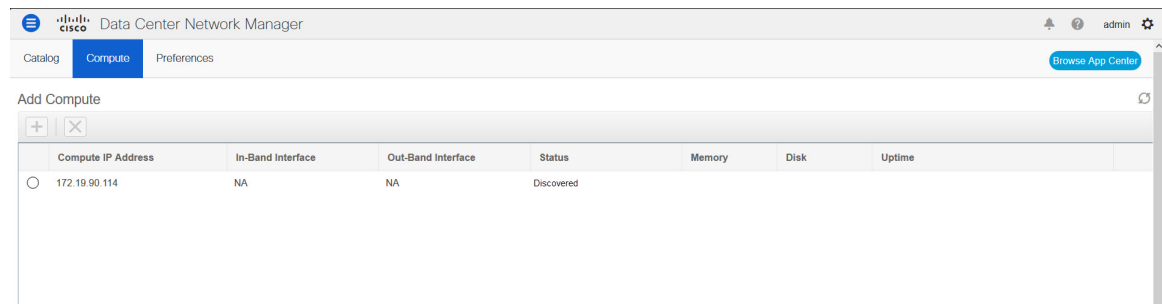 cisco Data Center Network Manager admin
Catalog Compute Preferences Browse App Center
Add Compute
Compute IP Address In-Band Interface Out-Band Interface Status Memory Disk Uptime
172.19.90.114 NA NA Discovered